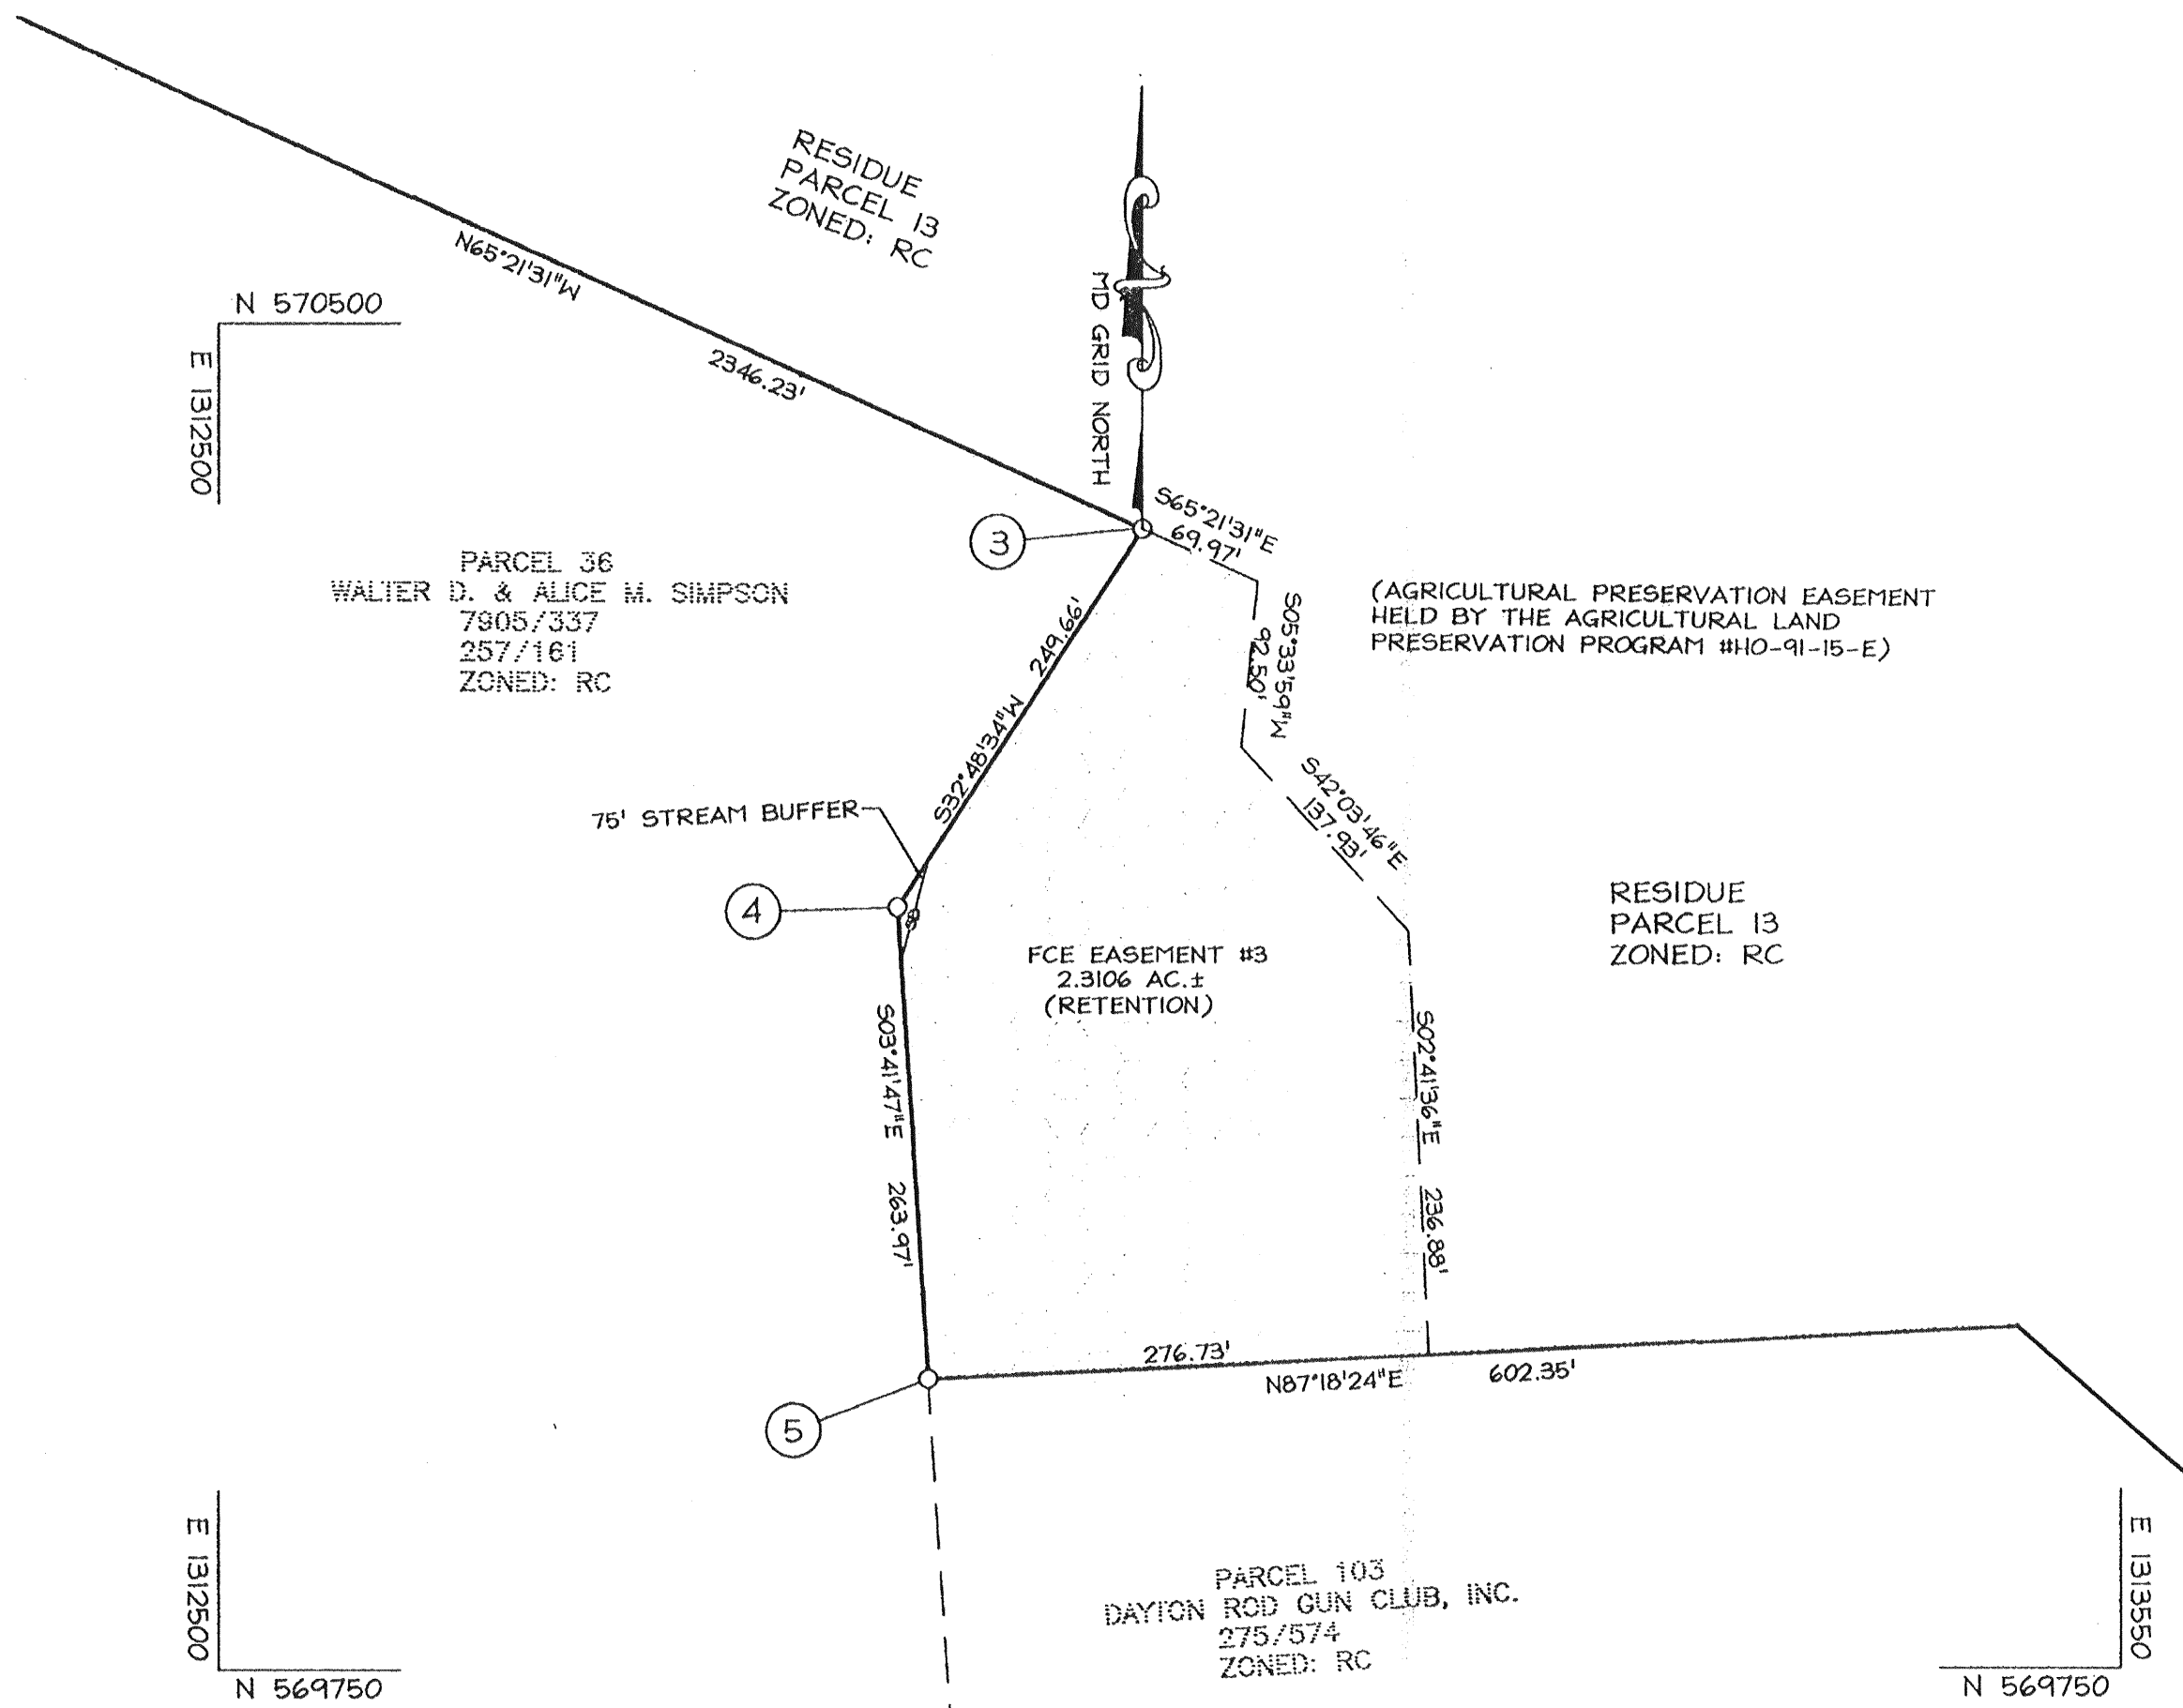 RESIDUE
PARCEL 13
ZONED: RC
N65°21'31"W
2346.23'
N 570500
E 1312500
MD GRID NORTH
S65°21'31"E
69.97'
3
PARCEL 36
WALTER D. & ALICE M. SIMPSON
7905/337
257/161
ZONED: RC
S32°48'34"W 249.66'
S05°33'59"W
92.50'
(AGRICULTURAL PRESERVATION EASEMENT
HELD BY THE AGRICULTURAL LAND
PRESERVATION PROGRAM #HO-91-15-E)
75' STREAM BUFFER
S42°03'46"E
137.93'
4
SB
FCE EASEMENT #3
2.3106 AC.±
(RETENTION)
RESIDUE
PARCEL 13
ZONED: RC
S03°41'47"E 263.97'
S02°41'36"E 236.88'
276.73'
N87°18'24"E
602.35'
5
E 1312500
N 569750
PARCEL 103
DAYTON ROD GUN CLUB, INC.
275/574
ZONED: RC
E 1313550
N 569750